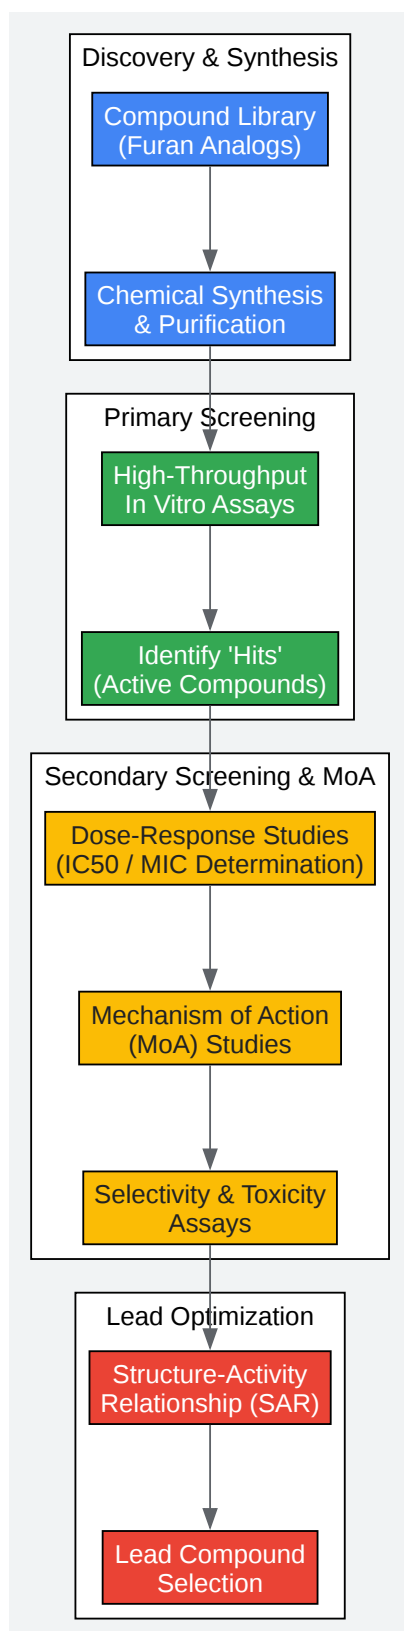 Discovery & Synthesis
Compound Library
(Furan Analogs)
Chemical Synthesis
& Purification
Primary Screening
High-Throughput
In Vitro Assays
Identify 'Hits'
(Active Compounds)
Secondary Screening & MoA
Dose-Response Studies
(IC50 / MIC Determination)
Mechanism of Action
(MoA) Studies
Selectivity & Toxicity
Assays
Lead Optimization
Structure-Activity
Relationship (SAR)
Lead Compound
Selection